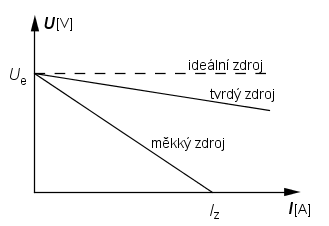 U[V]
ideální zdroj
Ue
tvrdý zdroj
měkký zdroj
Iz
I[A]